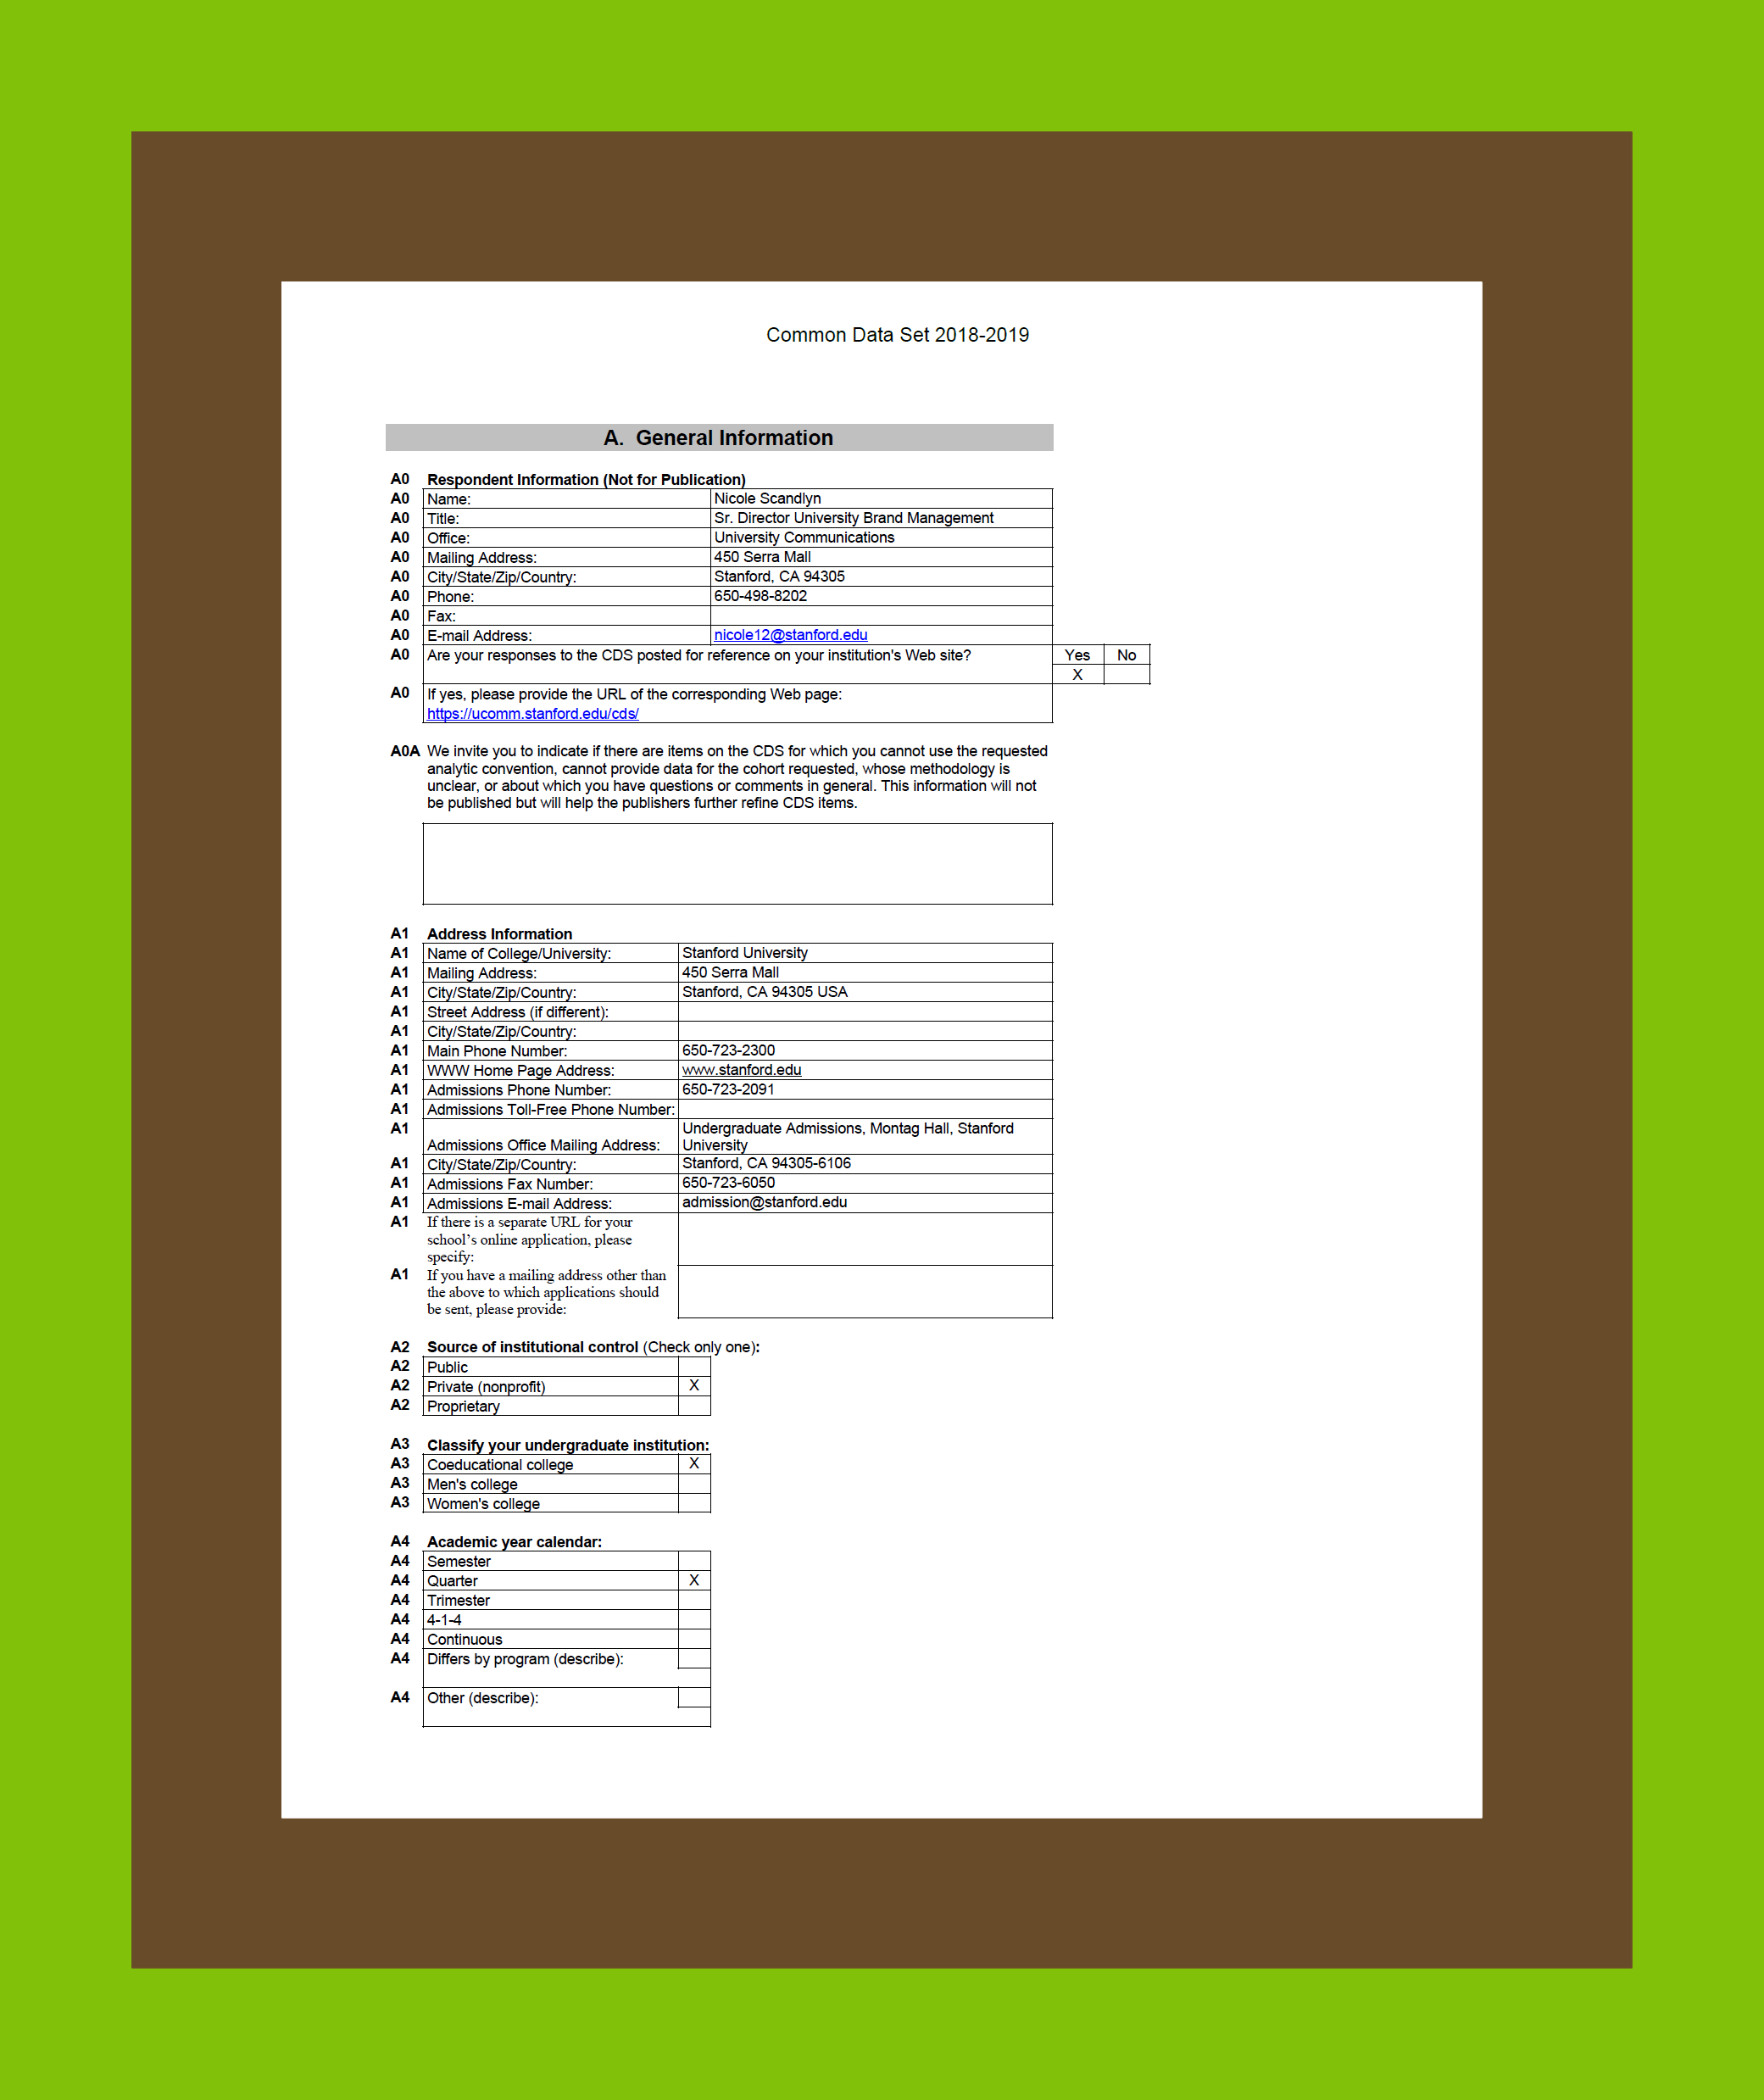 Common Data Set 2018-2019
A. General Information
A0 Respondent Information (Not for Publication)
A0 Name: Nicole Scandlyn
A0 Title: Sr. Director University Brand Management
A0 Office: University Communications
A0 Mailing Address: 450 Serra Mall
A0 City/State/Zip/Country: Stanford, CA 94305
A0 Phone: 650-498-8202
A0 Fax:
A0 E-mail Address: nicole12@stanford.edu
A0 Are your responses to the CDS posted for reference on your institution's Web site? Yes No
X
A0 If yes, please provide the URL of the corresponding Web page:
https://ucomm.stanford.edu/cds/
A0A We invite you to indicate if there are items on the CDS for which you cannot use the requested
analytic convention, cannot provide data for the cohort requested, whose methodology is
unclear, or about which you have questions or comments in general. This information will not
be published but will help the publishers further refine CDS items.
A1 Address Information
A1 Name of College/University: Stanford University
A1 Mailing Address: 450 Serra Mall
A1 City/State/Zip/Country: Stanford, CA 94305 USA
A1 Street Address (if different):
A1 City/State/Zip/Country:
A1 Main Phone Number: 650-723-2300
A1 WWW Home Page Address: www.stanford.edu
A1 Admissions Phone Number: 650-723-2091
A1 Admissions Toll-Free Phone Number:
A1 Undergraduate Admissions, Montag Hall, Stanford
Admissions Office Mailing Address: University
A1 City/State/Zip/Country: Stanford, CA 94305-6106
A1 Admissions Fax Number: 650-723-6050
A1 Admissions E-mail Address: admission@stanford.edu
A1 If there is a separate URL for your
school’s online application, please
specify:
A1 If you have a mailing address other than
the above to which applications should
be sent, please provide:
A2 Source of institutional control (Check only one):
A2 Public
A2 Private (nonprofit) X
A2 Proprietary
A3 Classify your undergraduate institution:
A3 Coeducational college X
A3 Men's college
A3 Women's college
A4 Academic year calendar:
A4 Semester
A4 Quarter X
A4 Trimester
A4 4-1-4
A4 Continuous
A4 Differs by program (describe):
A4 Other (describe):